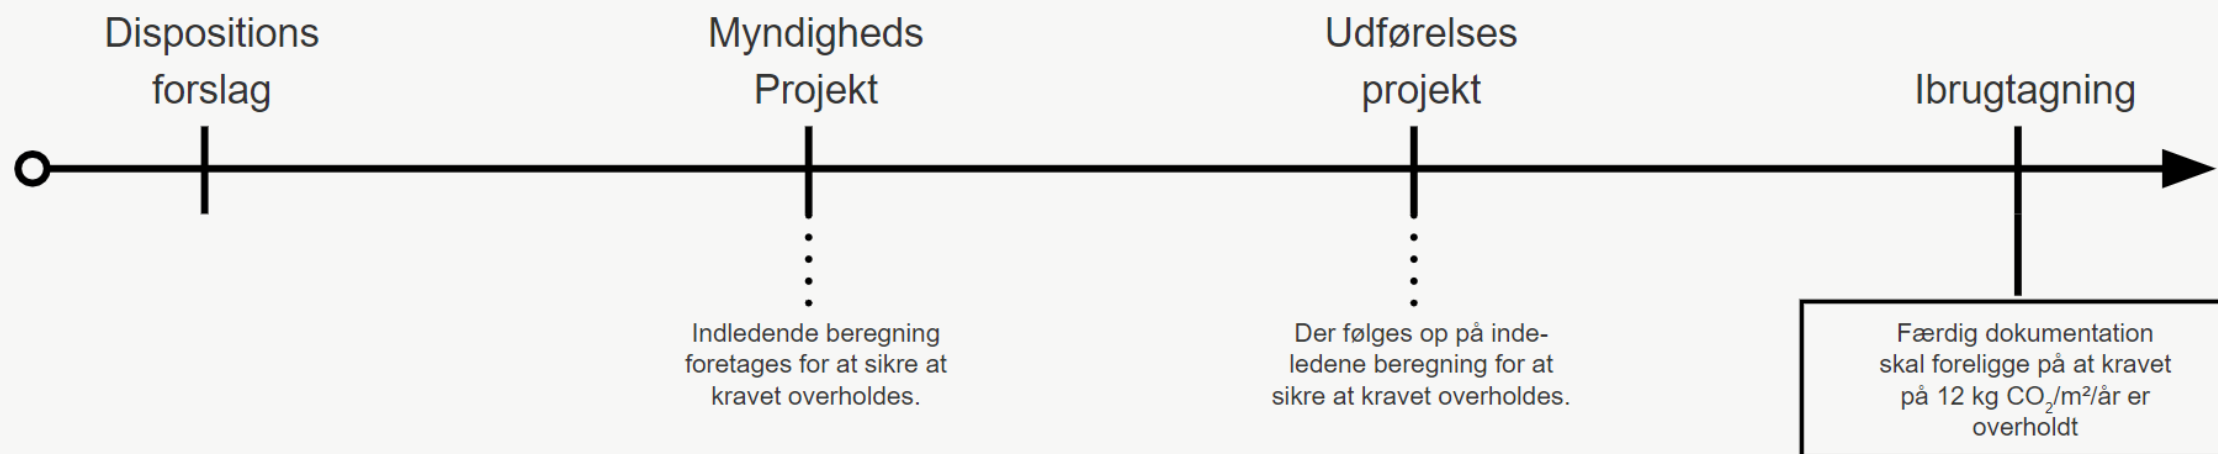 Dispositions
forslag
Myndigheds
Projekt
Udførelses
projekt
Ibrugtagning
Indledende beregning
foretages for at sikre at
kravet overholdes.
Der følges op på inde-
ledene beregning for at
sikre at kravet overholdes.
Færdig dokumentation
skal foreligge på at kravet
på 12 kg CO₂/m²/år er
overholdt